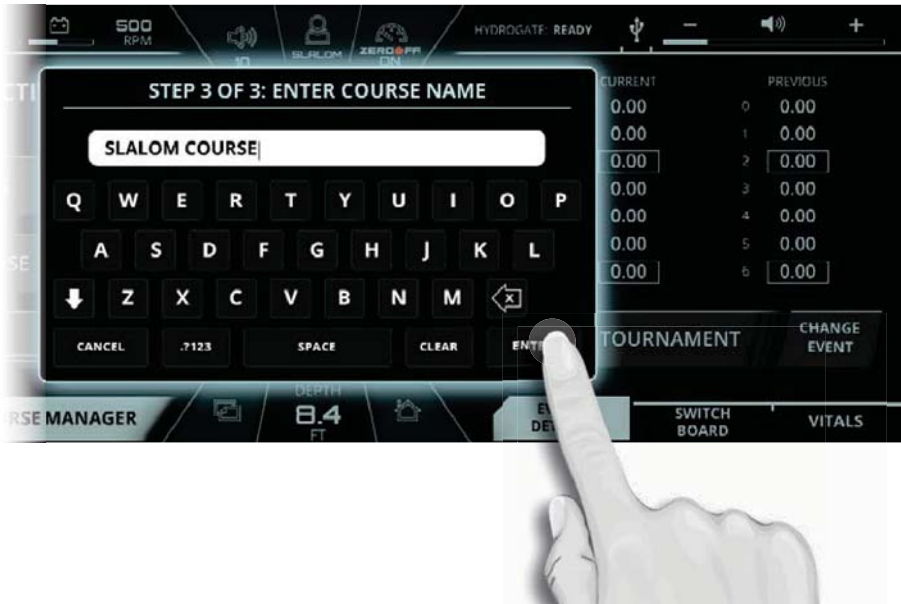 500
RPM
10
SLALOM
ZEROOFF
ON
HYDROGATE: READY
- +
STEP 3 OF 3: ENTER COURSE NAME
SLALOM COURSE
Q W E R T Y U I O P
A S D F G H J K L
Z X C V B N M
CANCEL .?123 SPACE CLEAR ENTE
CURRENT PREVIOUS
0.00 0 0.00
0.00 1 0.00
0.00 2 0.00
0.00 3 0.00
0.00 4 0.00
0.00 5 0.00
0.00 6 0.00
TOURNAMENT
CHANGE
EVENT
RSE MANAGER
DEPTH
8.4
FT
SWITCH
BOARD
VITALS